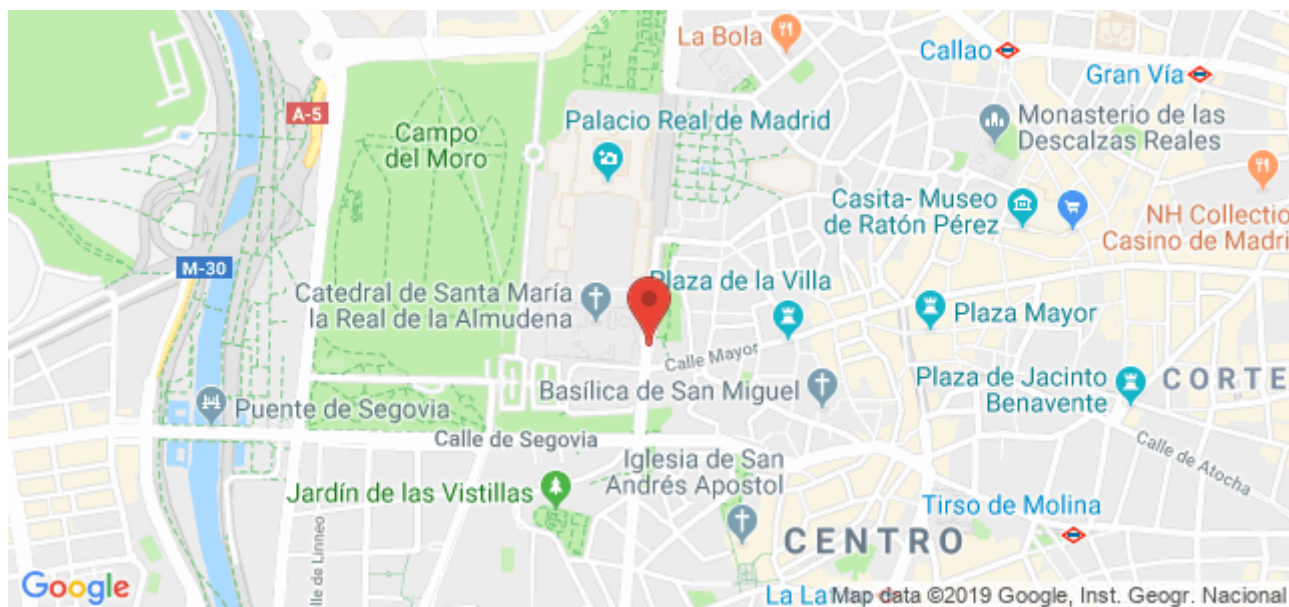 La Bola
Callao
Gran Vía
A-5
Palacio Real de Madrid
Monasterio de las
Descalzas Reales
Campo
del Moro
Casita- Museo
de Ratón Pérez
NH Collectio
Casino de Madri
M-30
Catedral de Santa María
la Real de la Almudena
Plaza de la Villa
Plaza Mayor
Calle Mayor
Plaza de Jacinto
Benavente
CORTE
Basílica de San Miguel
Puente de Segovia
Calle de Segovia
Calle de Atocha
Iglesia de San
Andrés Apostol
Jardín de las Vistillas
Tirso de Molina
CENTRO
lle de Linneo
Google
La La
Map data ©2019 Google, Inst. Geogr. Nacional